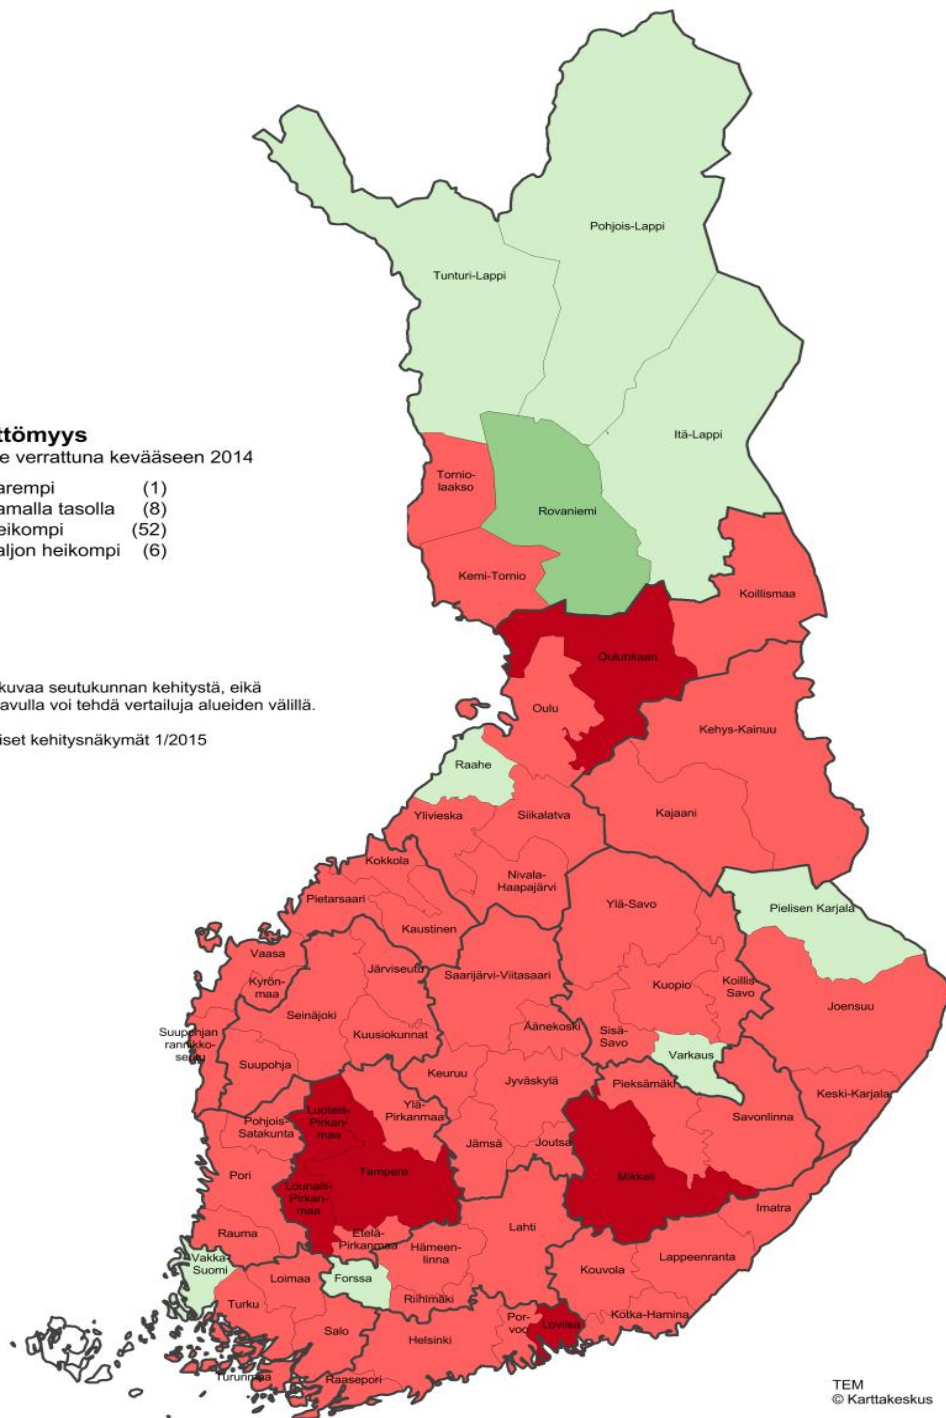 ttömyys
e verrattuna kevääseen 2014
arempi (1)
amalla tasolla (8)
eikompi (52)
aljon heikompi (6)
kuvaa seutukunnan kehitystä, eikä
avulla voi tehdä vertailuja alueiden välillä.
iset kehitysnäkymät 1/2015
Pohjois-Lappi
Tunturi-Lappi
Itä-Lappi
Tornio-
laakso
Rovaniemi
Kemi-Tornio
Koillismaa
Oulunkaari
Oulu
Kehys-Kainuu
Raahe
Ylivieska
Siikalatva
Kajaani
Kokkola
Nivala-
Haapajärvi
Pietarsaari
Ylä-Savo
Pielisen Karjala
Kaustinen
Vaasa
Kyrön-
maa
Järviseutu
Saarijärvi-Viitasaari
Kuopio
Koillis-
Savo
Joensuu
Seinäjoki
Suupohjan
rannikko-
seutu
Kuusiokunnat
Äänekoski
Sisä-
Savo
Varkaus
Suupohja
Keuruu
Jyväskylä
Pieksämäki
Keski-Karjala
Luoteis-
Pirkan-
maa
Ylä-
Pirkanmaa
Savonlinna
Pohjois-
Satakunta
Jämsä
Joutsa
Pori
Tampere
Mikkeli
Lounais-
Pirkan-
maa
Imatra
Rauma
Etelä-
Pirkanmaa
Hämeen-
linna
Lahti
Lappeenranta
Vakka-
Suomi
Loimaa
Forssa
Kouvola
Turku
Riihimäki
Kotka-Hamina
Salo
Helsinki
Por-
voo
Loviisa
Turunmaa
Raasepori
TEM
© Karttakeskus